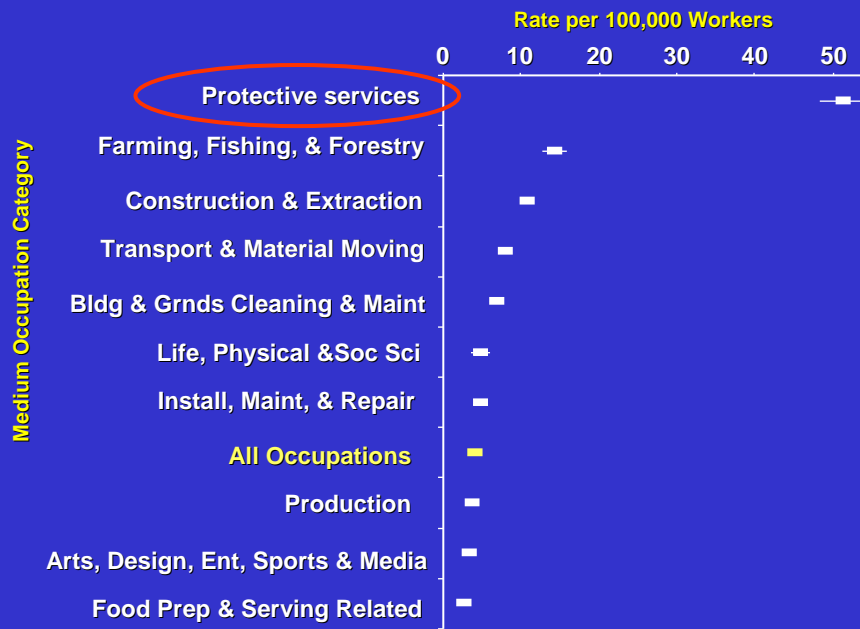 Rate per 100,000 Workers
0 10 20 30 40 50
Medium Occupation Category
Protective services
Farming, Fishing, & Forestry
Construction & Extraction
Transport & Material Moving
Bldg & Grnds Cleaning & Maint
Life, Physical &Soc Sci
Install, Maint, & Repair
All Occupations
Production
Arts, Design, Ent, Sports & Media
Food Prep & Serving Related